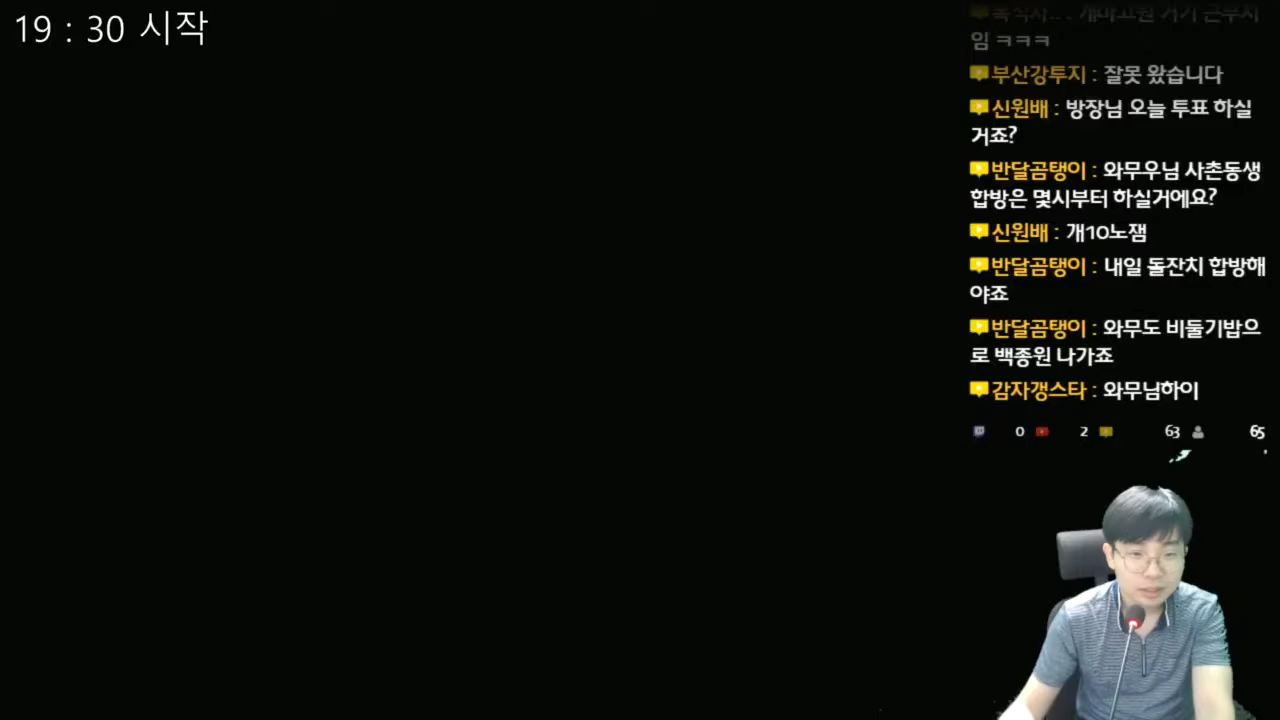 19 : 30 시작
임 ㅋㅋㅋ
부산강투지 : 잘못 왔습니다
신원배 : 방장님 오늘 투표 하실
거죠?
반달곰탱이 : 와무우님 사촌동생
합방은 몇시부터 하실거에요?
신원배 : 개10노잼
반달곰탱이 : 내일 돌잔치 합방해
야죠
반달곰탱이 : 와무도 비둘기밥으
로 백종원 나가죠
감자갱스타 : 와무님하이
0 2 63 65